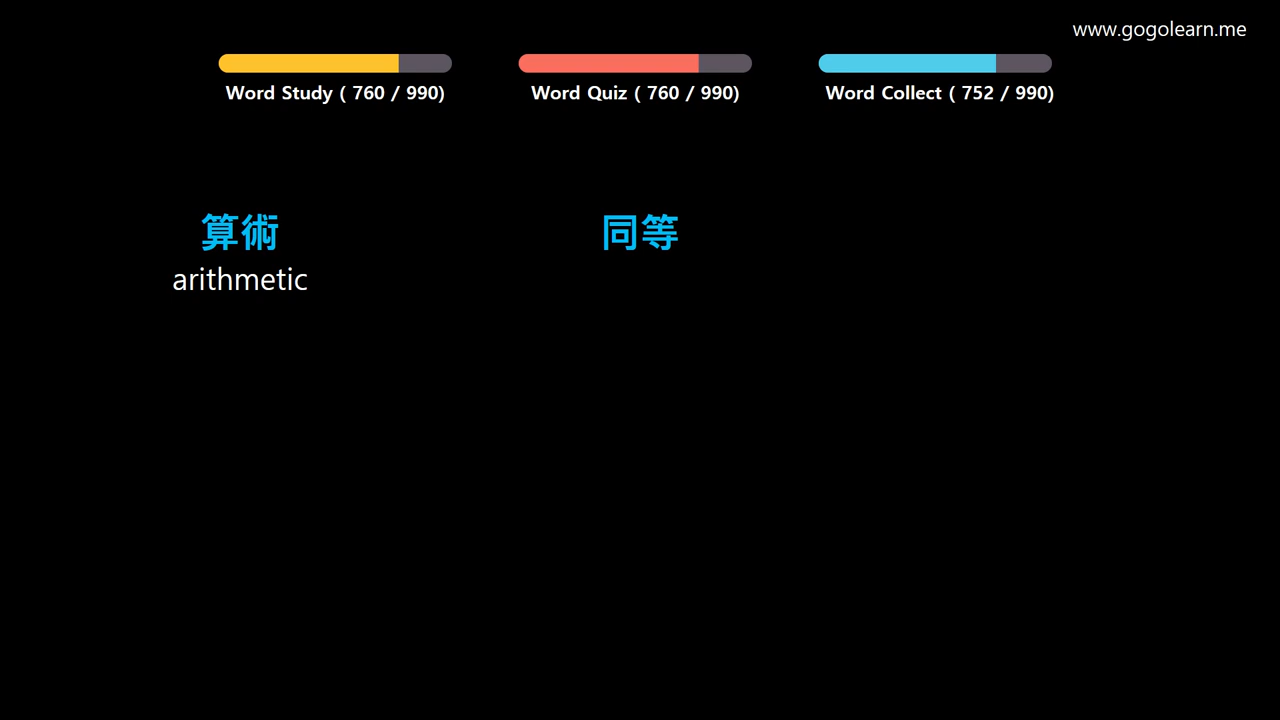 www.gogolearn.me
Word Study ( 760 / 990)
Word Quiz ( 760 / 990)
Word Collect ( 752 / 990)
算術
同等
arithmetic